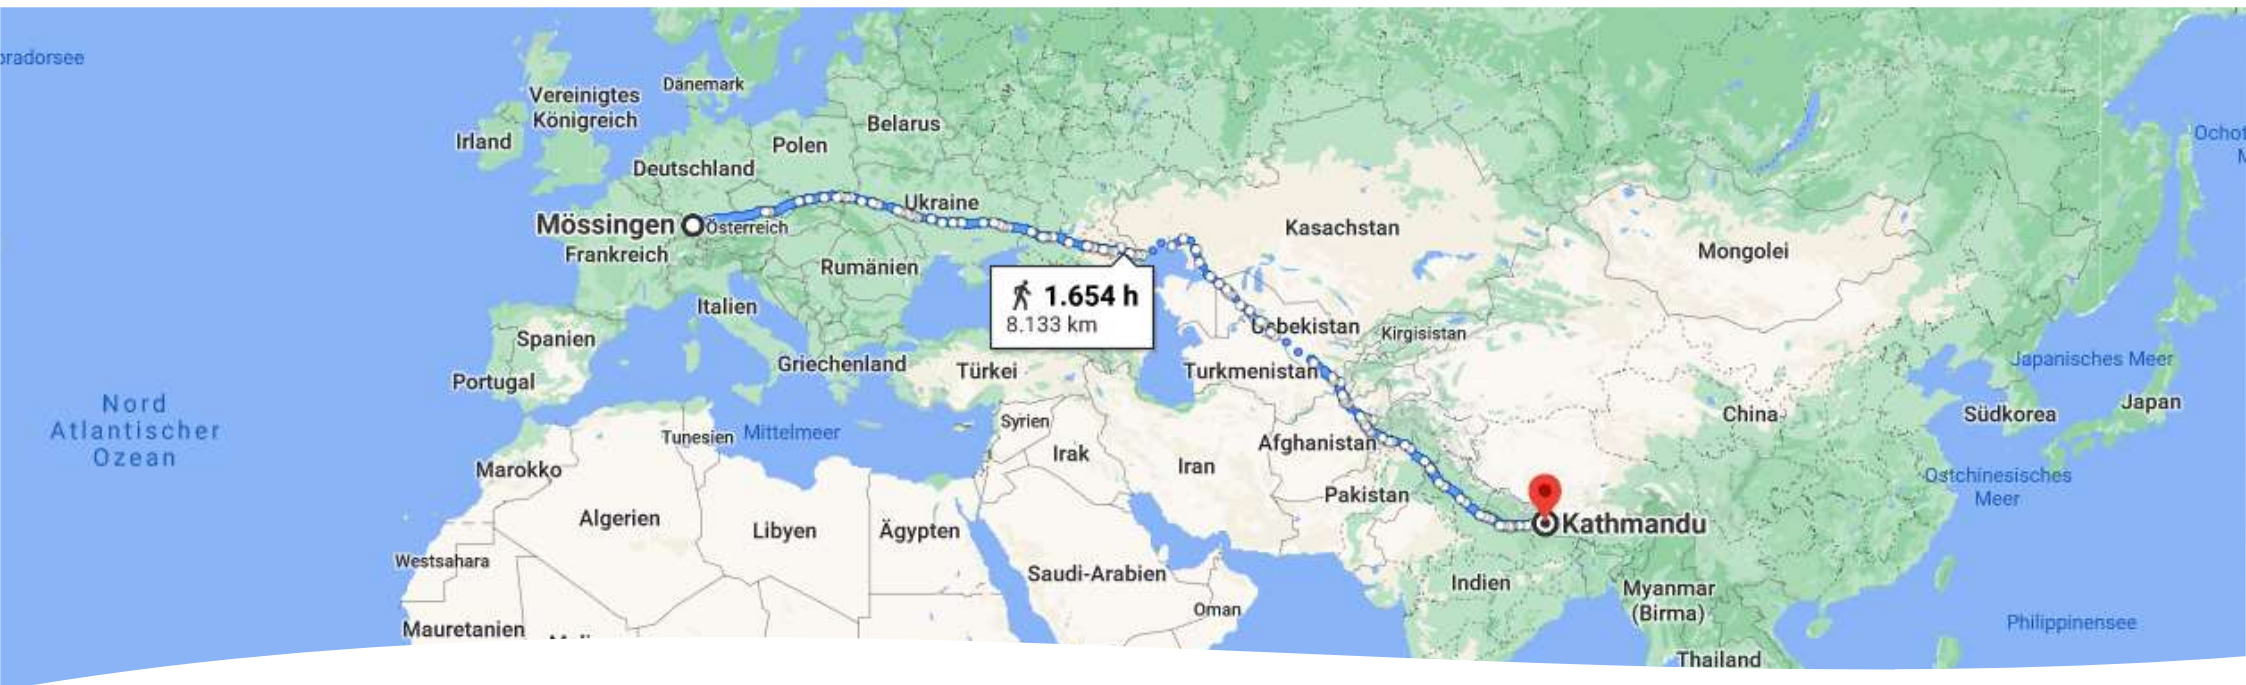 Dänemark
Vereinigtes
Königreich
Irland
Belarus
Polen
Deutschland
Ukraine
Mössingen
Österreich
Frankreich
Kasachstan
Mongolei
Rumänien
1.654 h
8.133 km
Italien
Usbekistan
Kirgisistan
Spanien
Griechenland
Türkei
Turkmenistan
Japanisches Meer
Portugal
Nord
Atlantischer
Ozean
China
Südkorea
Japan
Syrien
Tunesien
Mittelmeer
Afghanistan
Irak
Iran
Marokko
Ostchinesisches
Meer
Pakistan
Algerien
Libyen
Ägypten
Kathmandu
Westsahara
Saudi-Arabien
Indien
Myanmar
(Birma)
Oman
Mauretanien
Philippinensee
Thailand